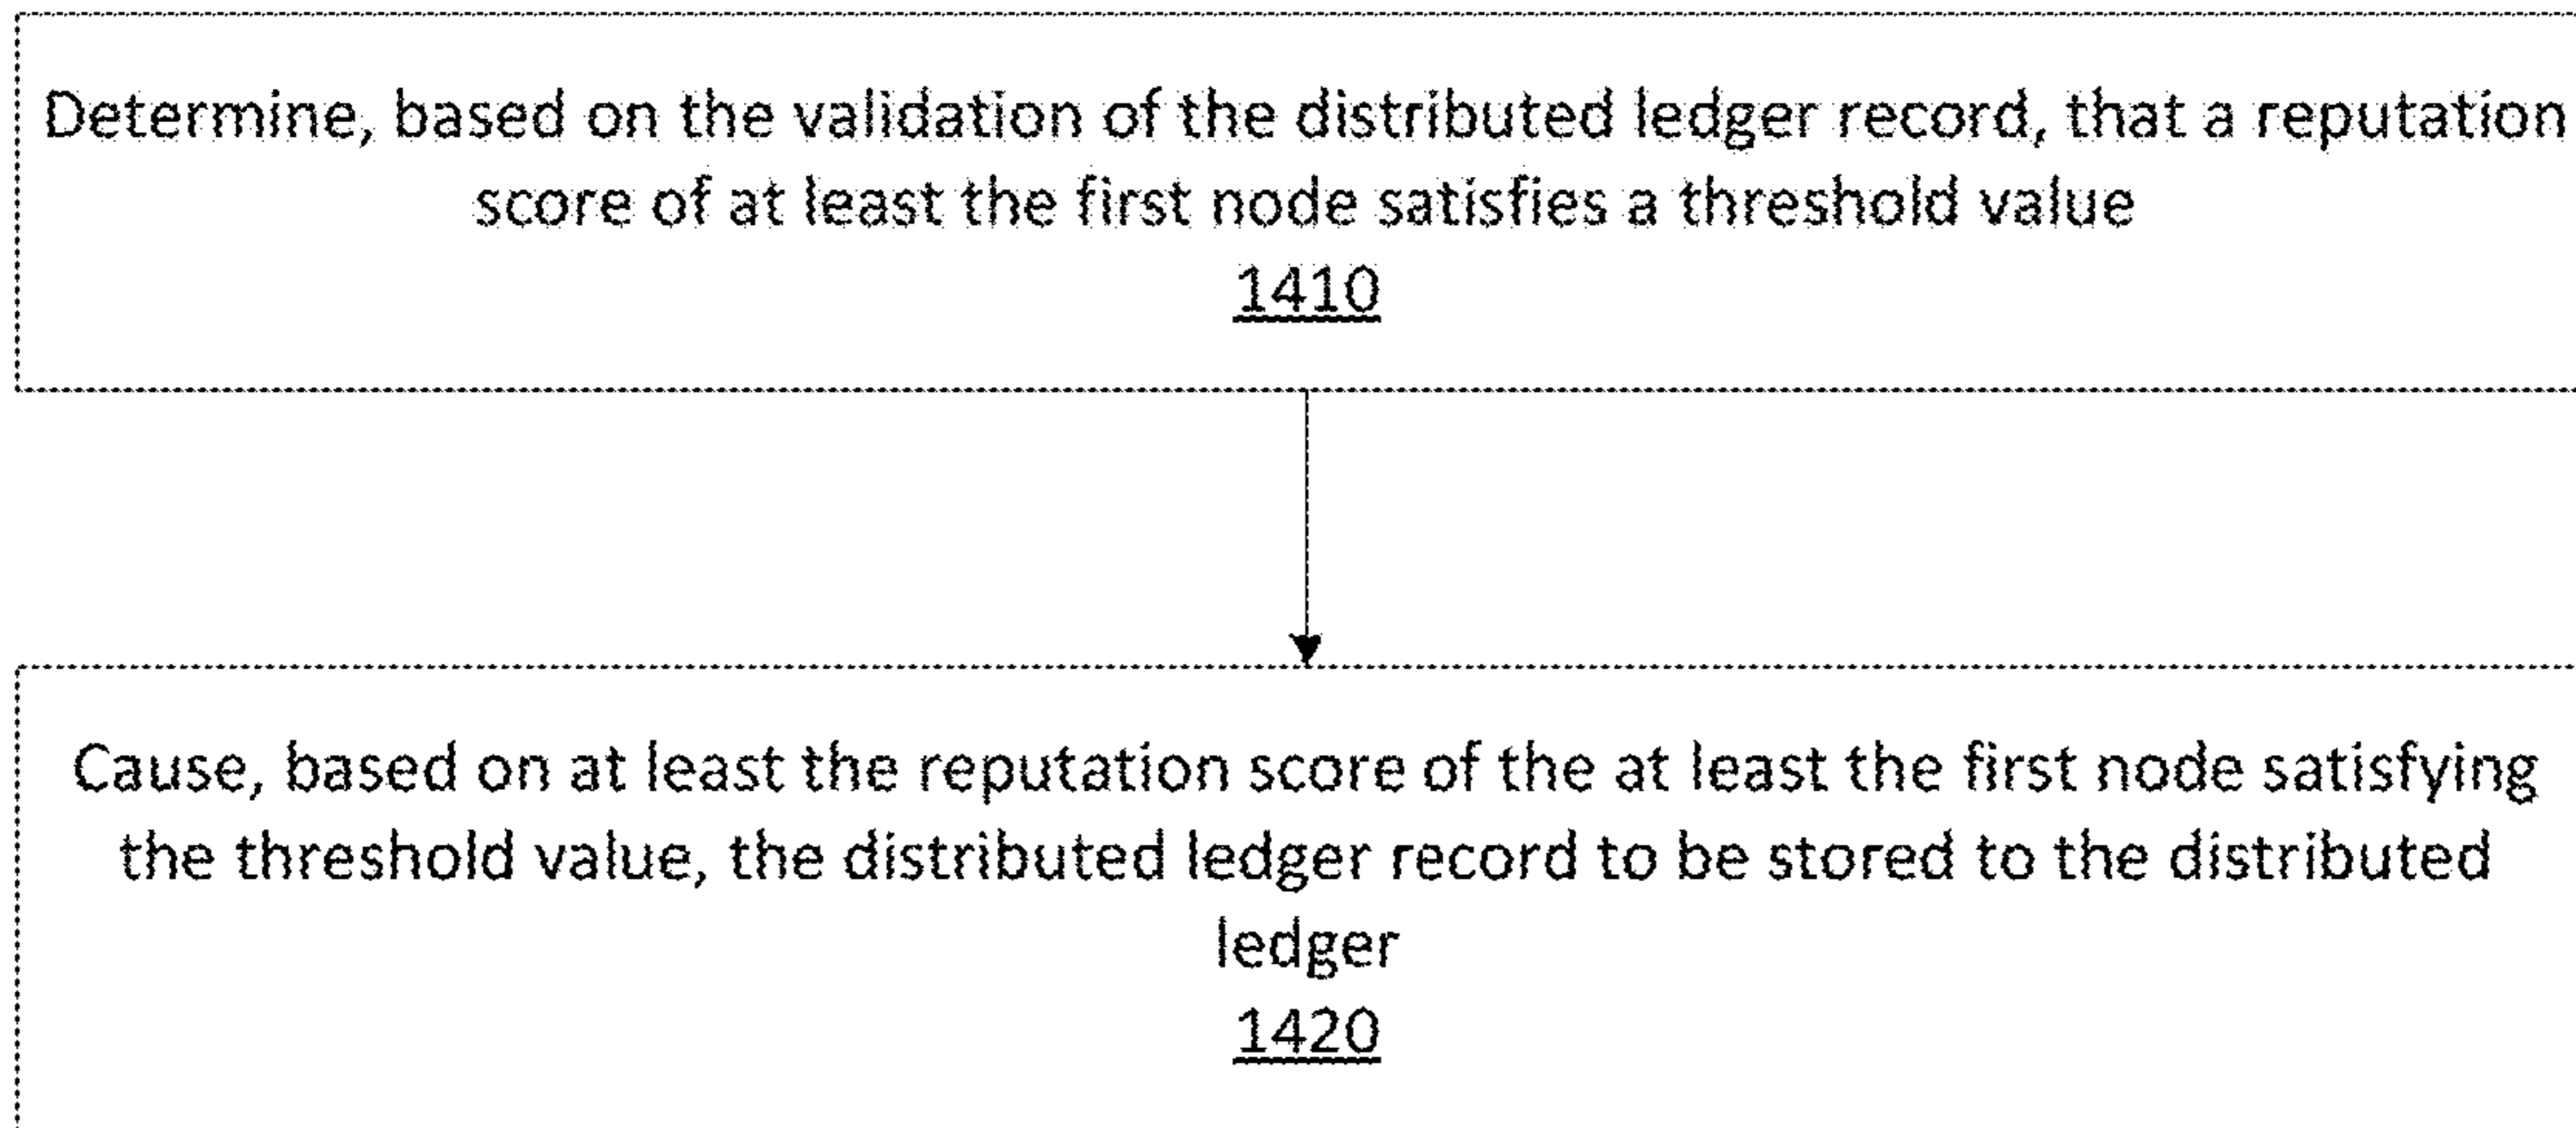 Determine, based on the validation of the distributed ledger record, that a reputation
score of at least the first node satisfies a threshold value
1410
Cause, based on at least the reputation score of the at least the first node satisfying
the threshold value, the distributed ledger record to be stored to the distributed
ledger
1420